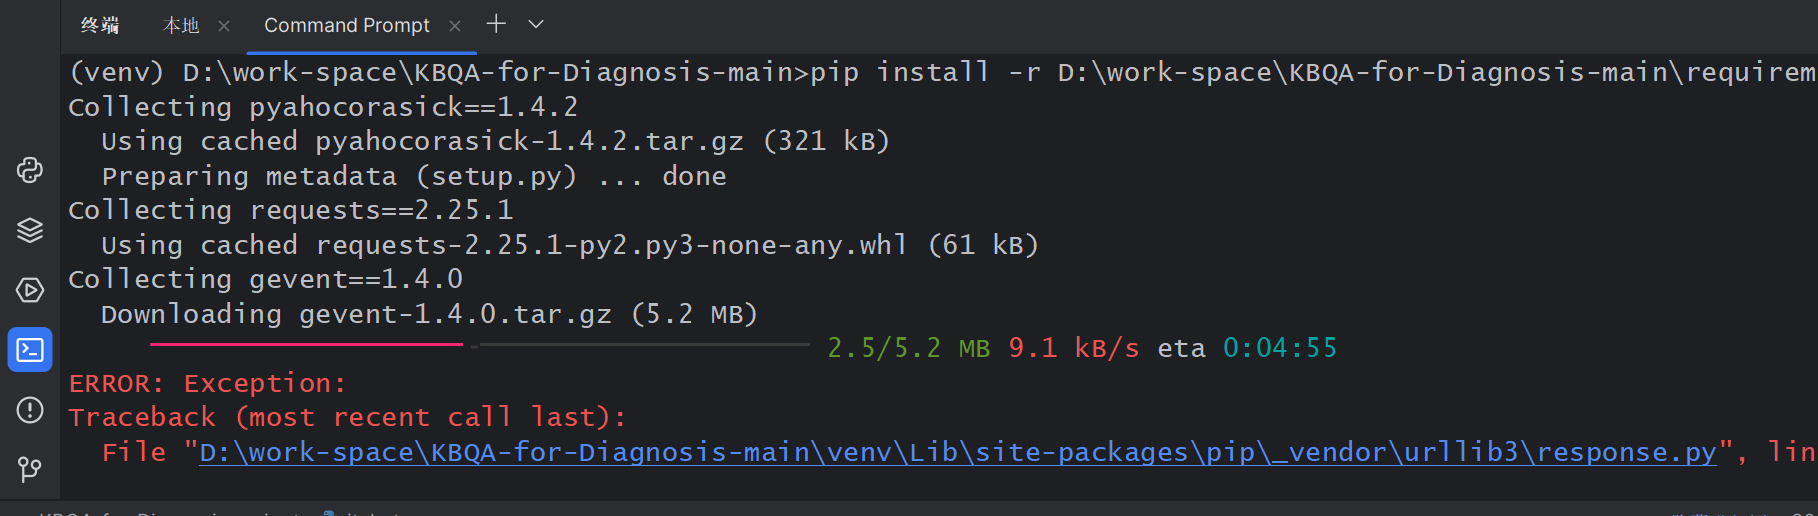 终端 本地 Command Prompt
(venv) D:\work-space\KBQA-for-Diagnosis-main>pip install -r D:\work-space\KBQA-for-Diagnosis-main\requirem
Collecting pyahocorasick==1.4.2
  Using cached pyahocorasick-1.4.2.tar.gz (321 kB)
  Preparing metadata (setup.py) ... done
Collecting requests==2.25.1
  Using cached requests-2.25.1-py2.py3-none-any.whl (61 kB)
Collecting gevent==1.4.0
  Downloading gevent-1.4.0.tar.gz (5.2 MB)
2.5/5.2 MB 9.1 kB/s eta 0:04:55
ERROR: Exception:
Traceback (most recent call last):
  File "D:\work-space\KBQA-for-Diagnosis-main\venv\Lib\site-packages\pip\_vendor\urllib3\response.py", lin